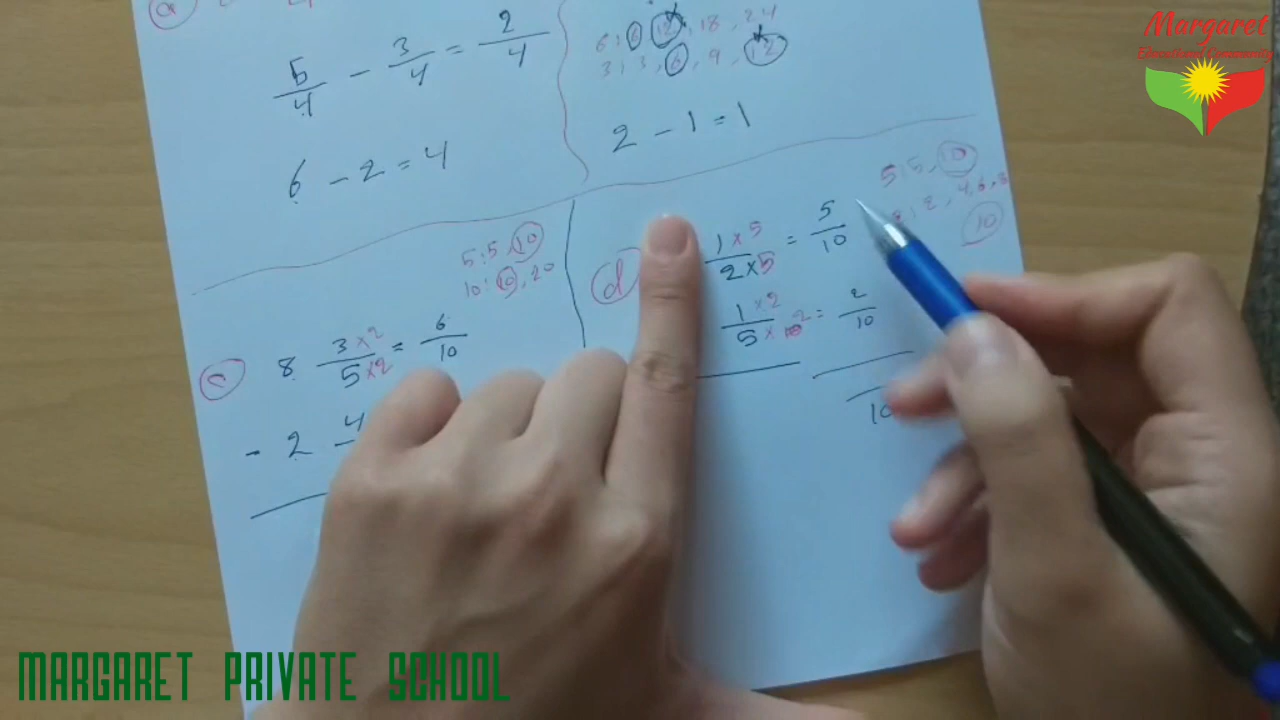 a
5/4 - 3/4 = 2/4
6 - 2 = 4
6 : 6 12, 18, 24
3 : 3, 6, 9, 12
2 - 1 = 1
5 : 5, 10
10 : 10, 20
c
8 3×2/5×2 = 6/10
- 2 4
d
1×5/2×5 = 5/10
1×2/5× 2 = 2/10
/10
5 : 5, 10
: 2, 4, 6, 8
10
Margaret
Educational Community
MARGARET PRIVATE SCHOOL